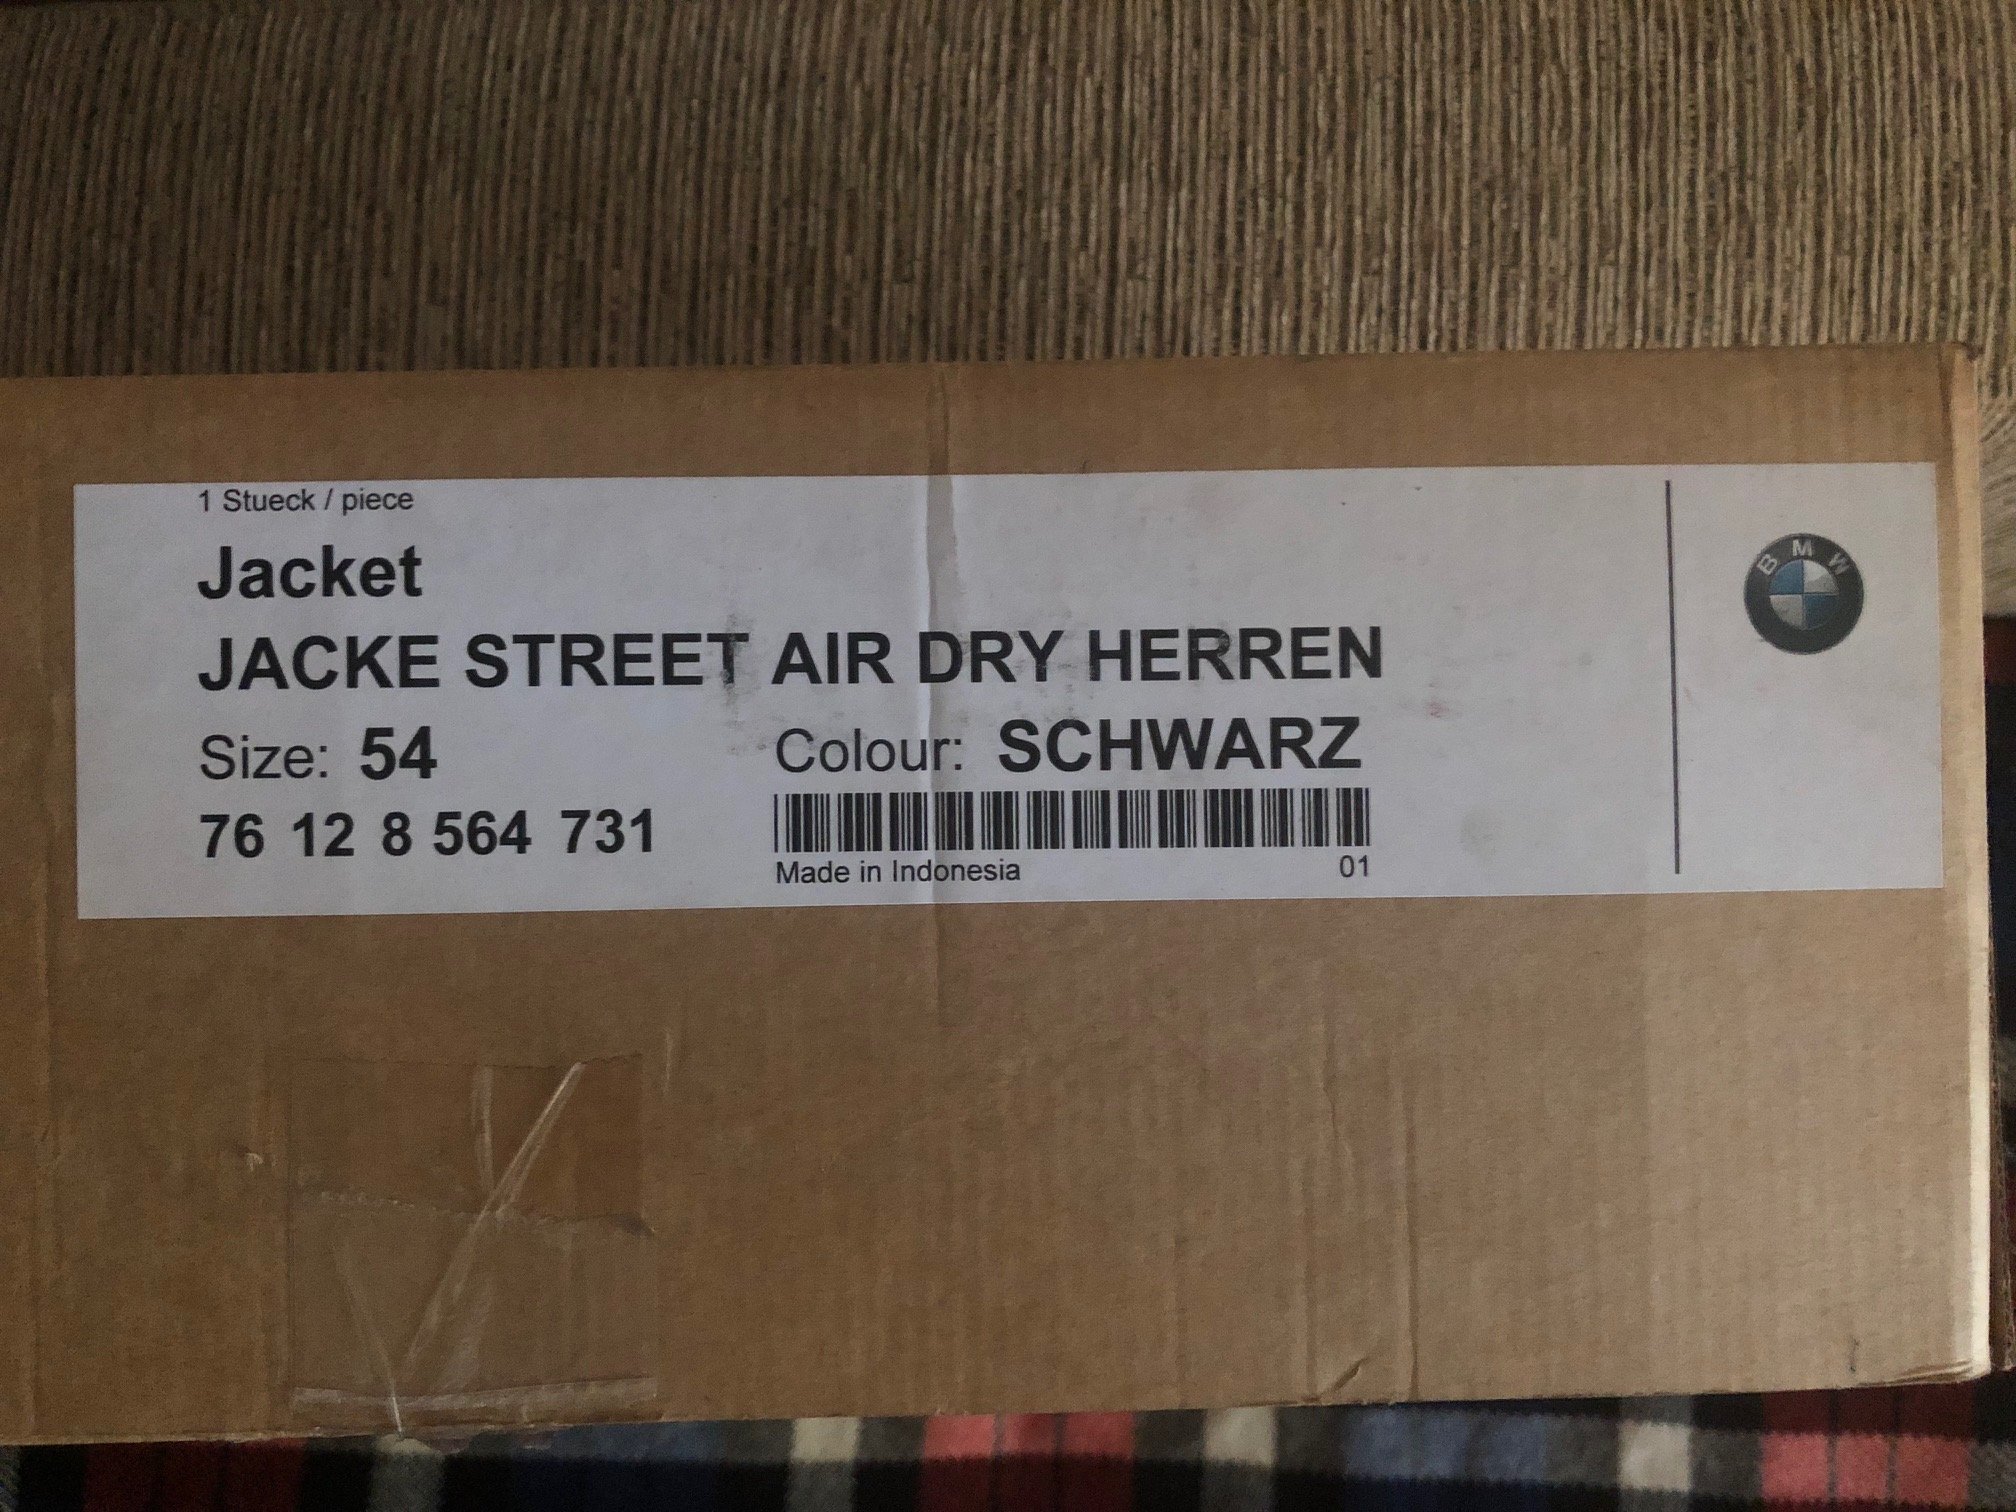 1 Stueck / piece
Jacket
JACKE STREET AIR DRY HERREN
Size: 54 Colour: SCHWARZ
76 12 8 564 731
Made in Indonesia 01
BMW